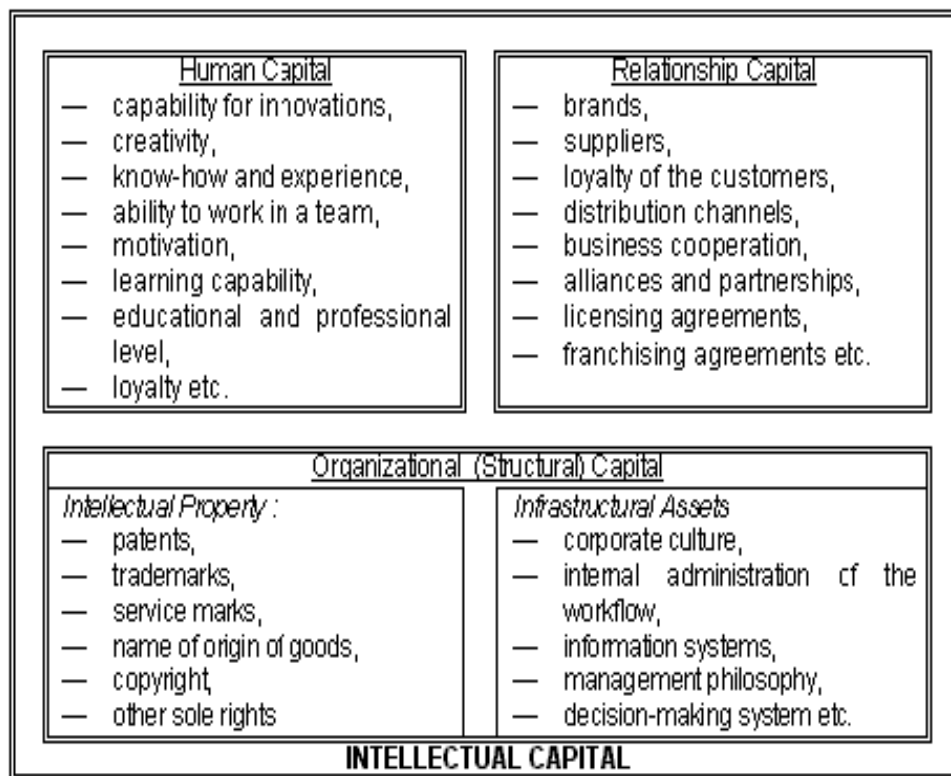 Human Capital
— capability for innovations,
— creativity,
— know-how and experience,
— ability to work in a team,
— motivation,
— learning capability,
— educational and professional
level,
— loyalty etc.
Relationship Capital
— brands,
— suppliers,
— loyalty of the customers,
— distribution channels,
— business cooperation,
— alliances and partnerships,
— licensing agreements,
— franchising agreements etc.
Organizational (Structural) Capital
Intellectual Property :
— patents,
— trademarks,
— service marks,
— name of origin of goods,
— copyright,
— other sole rights
Infrastructural Assets
— corporate culture,
— internal administration of the
workflow,
— information systems,
— management philosophy,
— decision-making system etc.
INTELLECTUAL CAPITAL